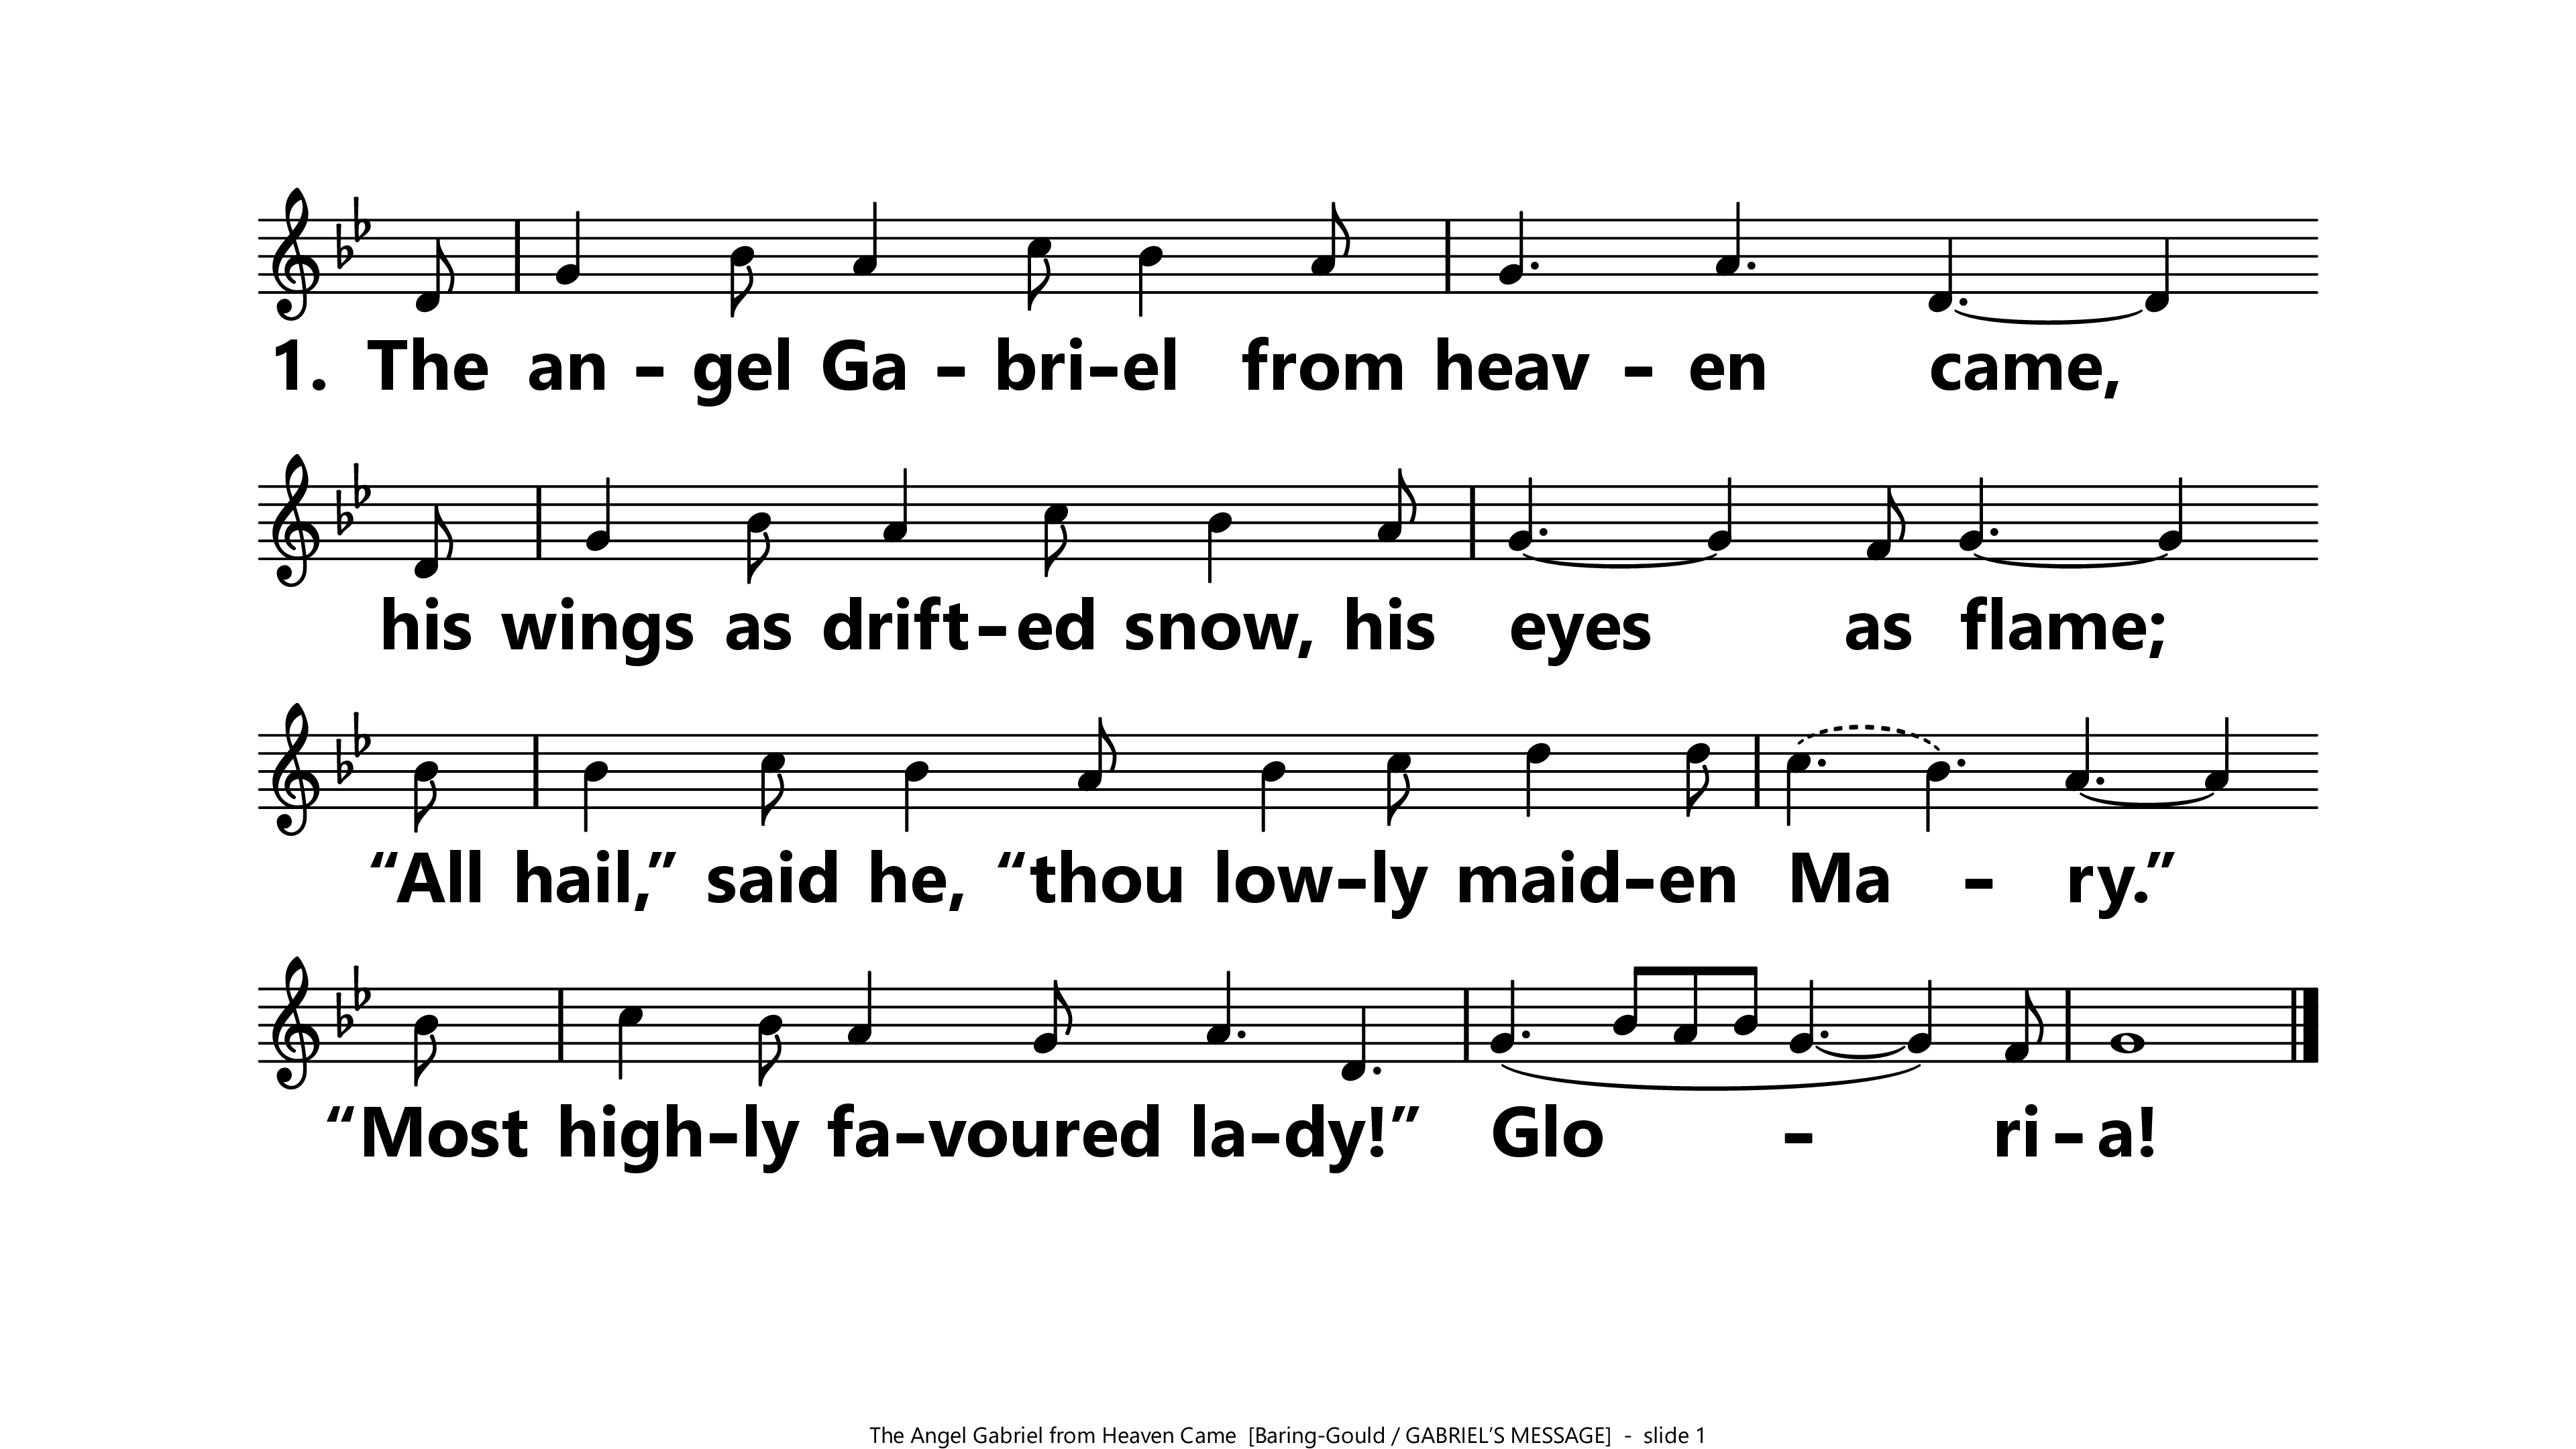 1. The an – gel Ga – bri–el from heav – en came,
his wings as drift–ed snow, his eyes as flame;
“All hail,” said he, “thou low–ly maid–en Ma – ry.”
“Most high–ly fa–voured la–dy!” Glo – ri – a!
The Angel Gabriel from Heaven Came [Baring-Gould / GABRIEL’S MESSAGE] - slide 1